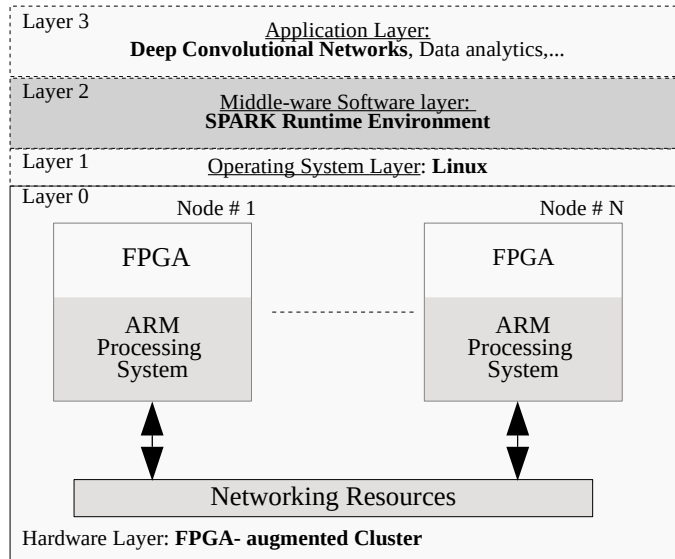 Layer 3
Application Layer:
Deep Convolutional Networks, Data analytics,...
Layer 2
Middle-ware Software layer:
SPARK Runtime Environment
Layer 1
Operating System Layer: Linux
Layer 0
Node # 1
Node # N
FPGA
FPGA
ARM
Processing
System
ARM
Processing
System
Networking Resources
Hardware Layer: FPGA- augmented Cluster